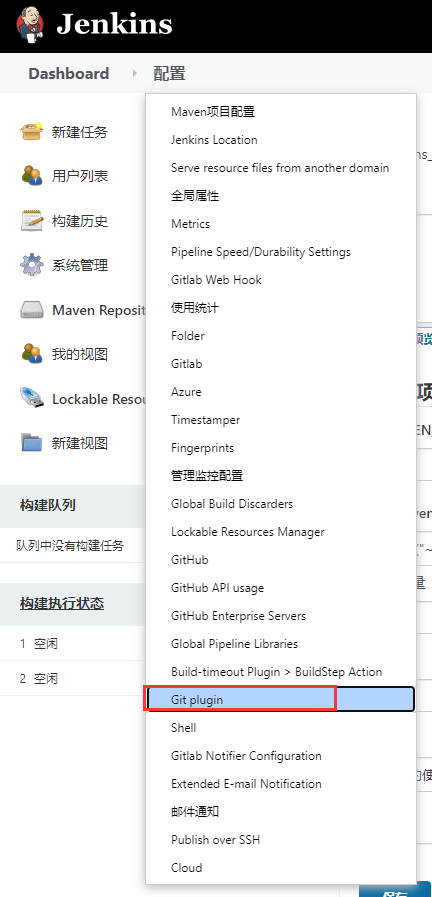 Jenkins
Dashboard
配置
新建任务
用户列表
构建历史
系统管理
Maven Reposit
我的视图
Lockable Resou
新建视图
构建队列
队列中没有构建任务
构建执行状态
1 空闲
2 空闲
Maven项目配置
Jenkins Location
Serve resource files from another domain
全局属性
Metrics
Pipeline Speed/Durability Settings
Gitlab Web Hook
使用统计
Folder
Gitlab
Azure
Timestamper
Fingerprints
管理监控配置
Global Build Discarders
Lockable Resources Manager
GitHub
GitHub API usage
GitHub Enterprise Servers
Global Pipeline Libraries
Build-timeout Plugin > BuildStep Action
Git plugin
Shell
Gitlab Notifier Configuration
Extended E-mail Notification
邮件通知
Publish over SSH
Cloud